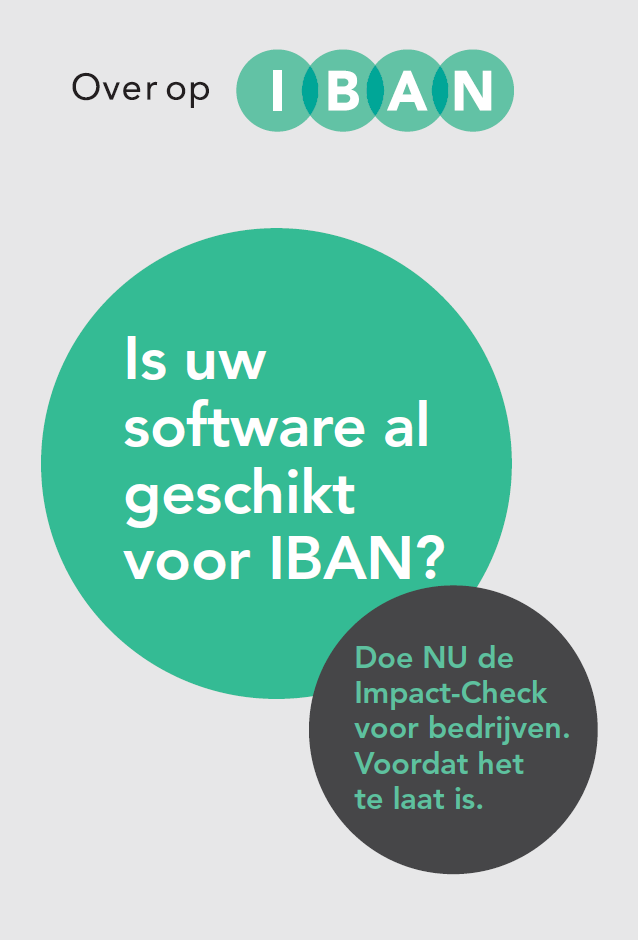 Over op IBAN
Is uw
software al
geschikt
voor IBAN?
Doe NU de
Impact-Check
voor bedrijven.
Voordat het
te laat is.